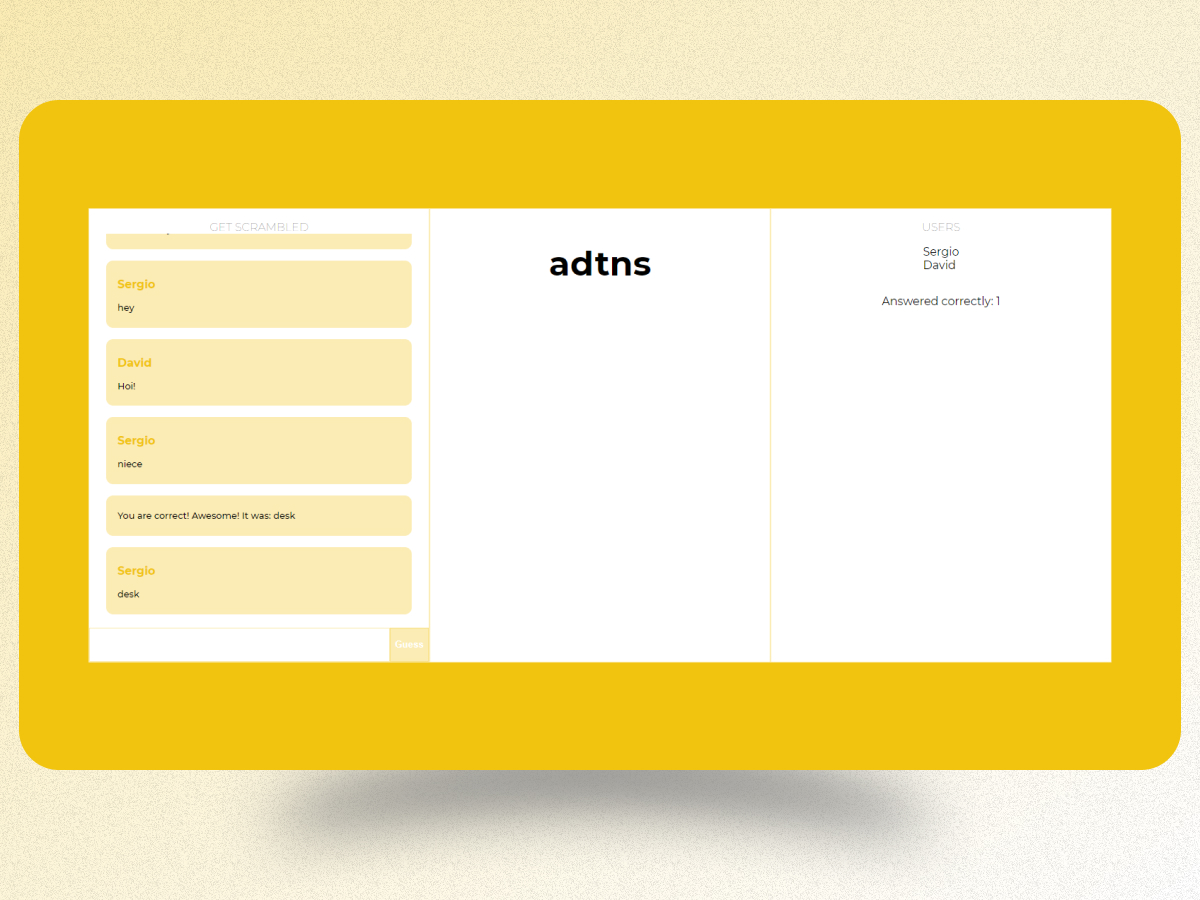 GET SCRAMBLED
Sergio
hey
David
Hoi!
Sergio
niece
You are correct! Awesome! It was: desk
Sergio
desk
Guess
adtns
USERS
Sergio
David
Answered correctly: 1